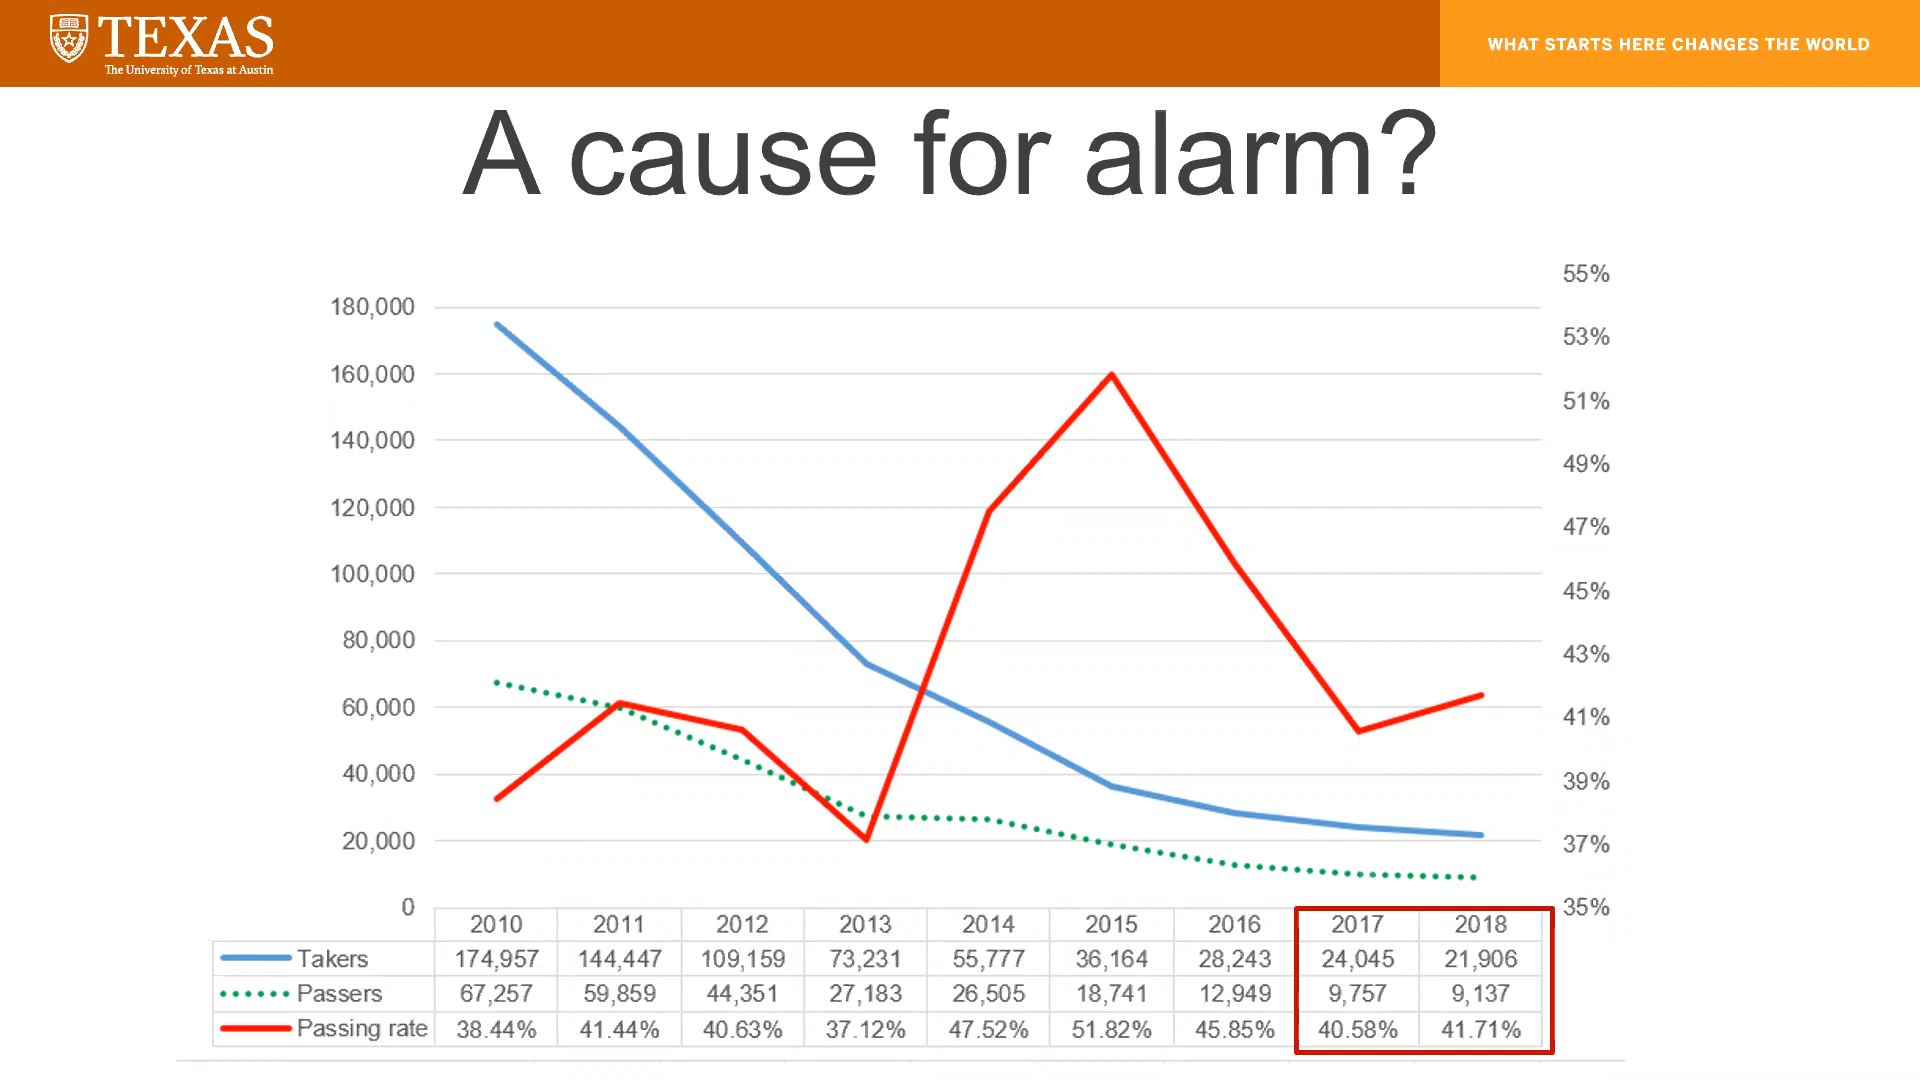 TEXAS
The University of Texas at Austin
WHAT STARTS HERE CHANGES THE WORLD
A cause for alarm?
180,000
160,000
140,000
120,000
100,000
80,000
60,000
40,000
20,000
0
55%
53%
51%
49%
47%
45%
43%
41%
39%
37%
35%
2010 2011 2012 2013 2014 2015 2016 2017 2018
Takers 174,957 144,447 109,159 73,231 55,777 36,164 28,243 24,045 21,906
Passers 67,257 59,859 44,351 27,183 26,505 18,741 12,949 9,757 9,137
Passing rate 38.44% 41.44% 40.63% 37.12% 47.52% 51.82% 45.85% 40.58% 41.71%